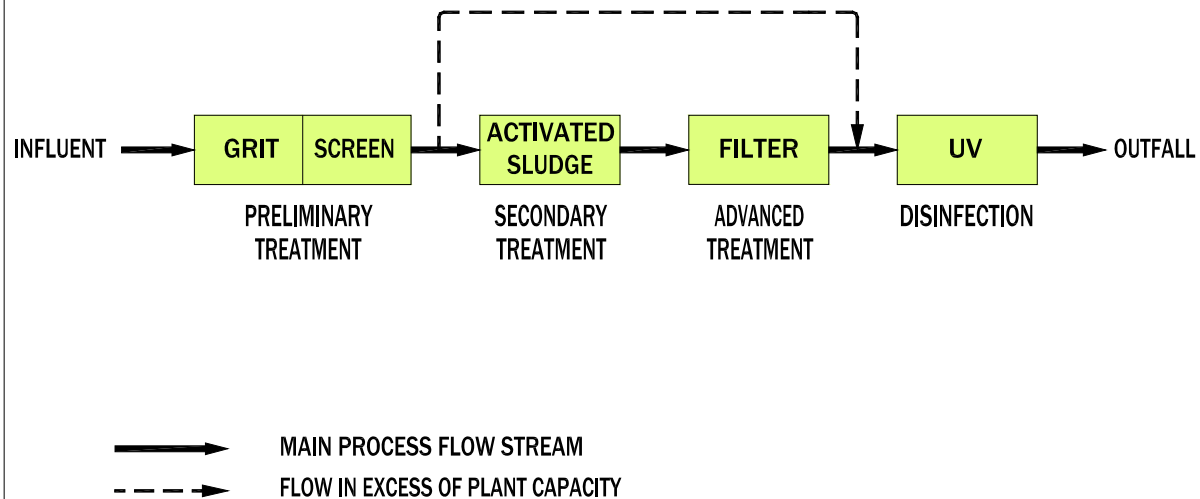 INFLUENT
GRIT
SCREEN
ACTIVATED
SLUDGE
FILTER
UV
OUTFALL
PRELIMINARY
TREATMENT
SECONDARY
TREATMENT
ADVANCED
TREATMENT
DISINFECTION
MAIN PROCESS FLOW STREAM
FLOW IN EXCESS OF PLANT CAPACITY